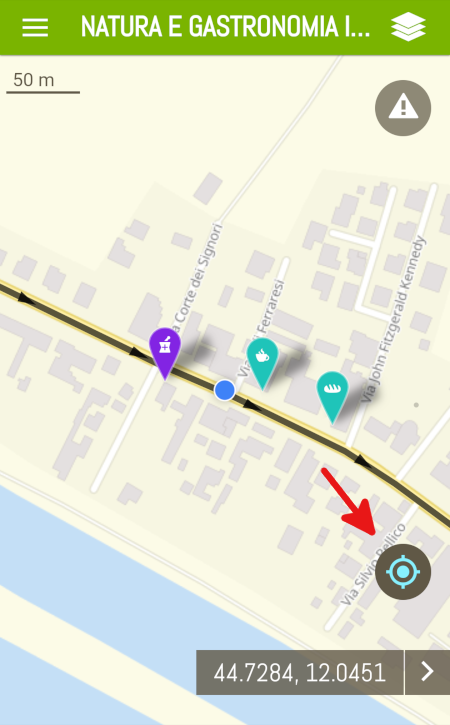 NATURA E GASTRONOMIA I...
50 m
a Corte dei Signori
Via Ferraresi
Via John Fitzgerald Kennedy
Via Silvio Pellico
44.7284, 12.0451